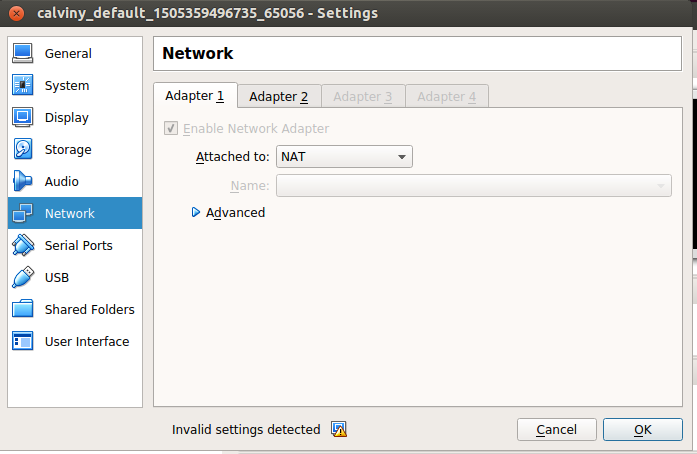 calviny_default_1505359496735_65056 - Settings
General
System
Display
Storage
Audio
Network
Serial Ports
USB
Shared Folders
User Interface
Network
Adapter 1 Adapter 2 Adapter 3 Adapter 4
Enable Network Adapter
Attached to: NAT
Name:
Advanced
Invalid settings detected
Cancel OK